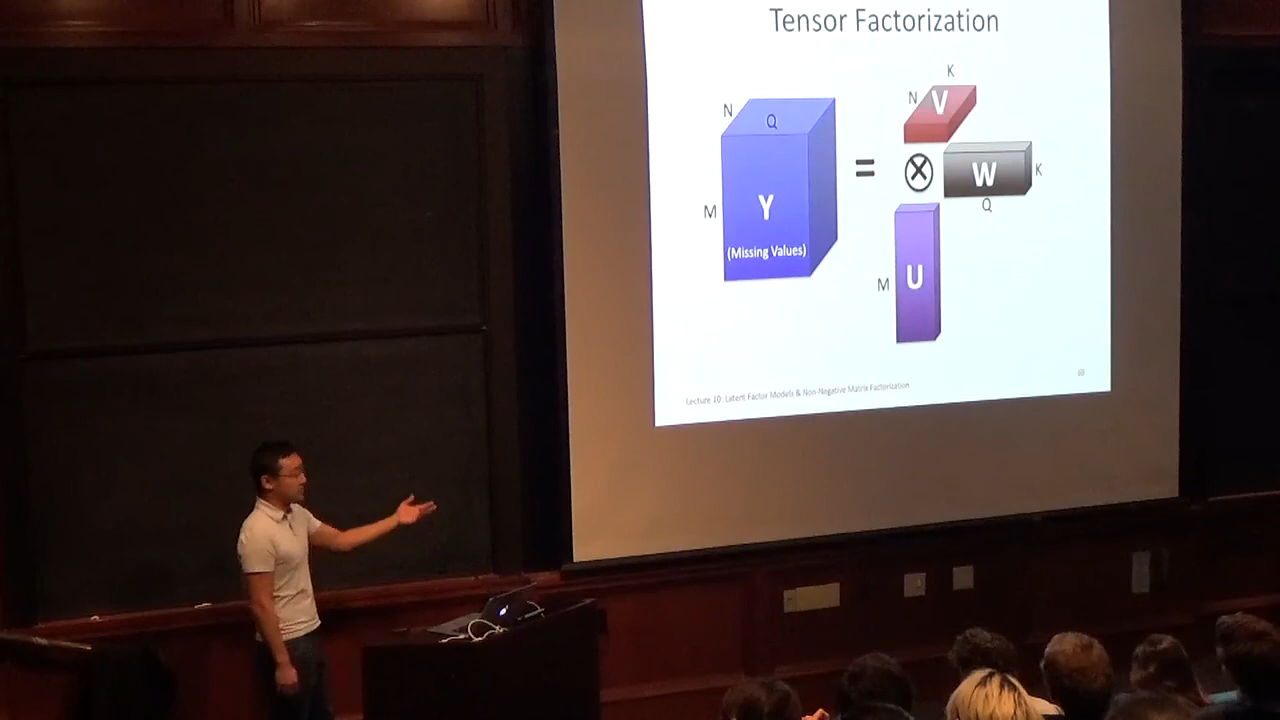 Tensor Factorization
K
N
V
N
Q
=
⊗
W
K
Q
M
Y
(Missing Values)
U
M
Lecture 10: Latent Factor Models & Non-Negative Matrix Factorization